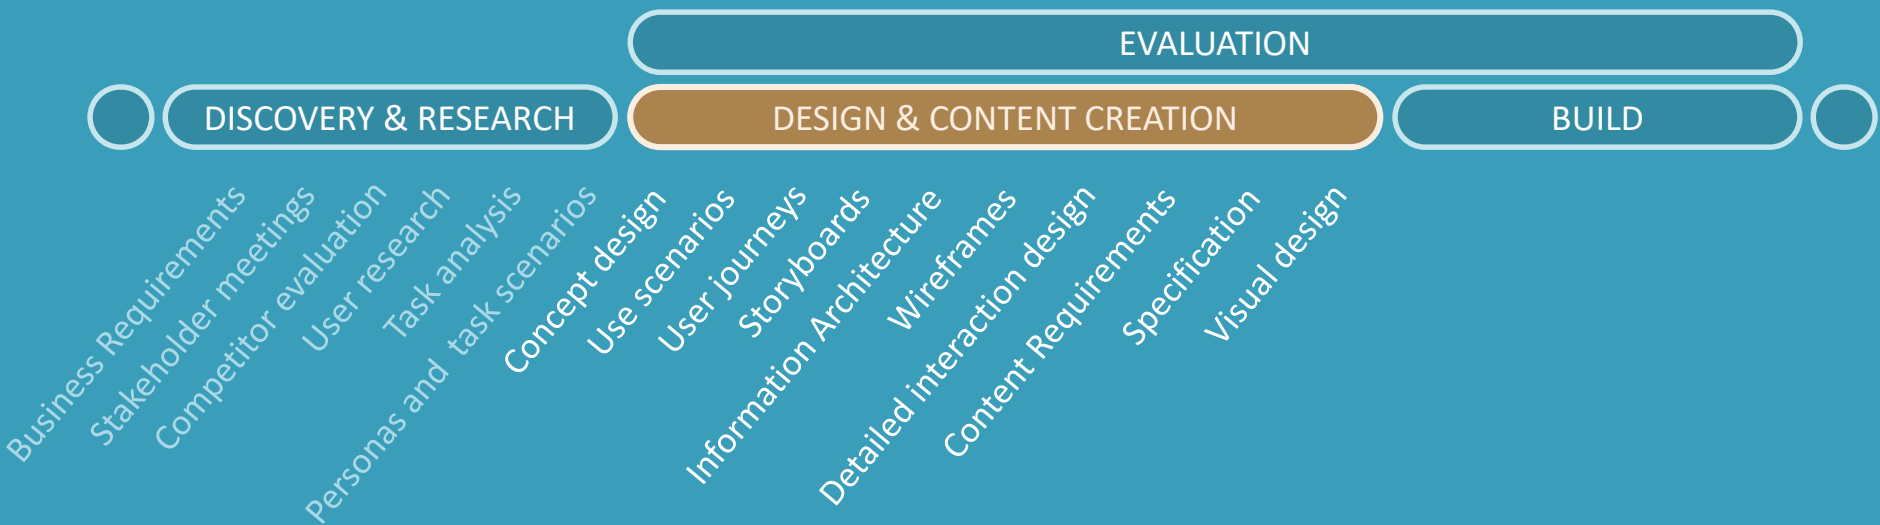 EVALUATION
DISCOVERY & RESEARCH
DESIGN & CONTENT CREATION
BUILD
Business Requirements
Stakeholder meetings
Competitor evaluation
User research
Task analysis
Personas and task scenarios
Concept design
Use scenarios
User journeys
Storyboards
Information Architecture
Wireframes
Detailed interaction design
Content Requirements
Specification
Visual design